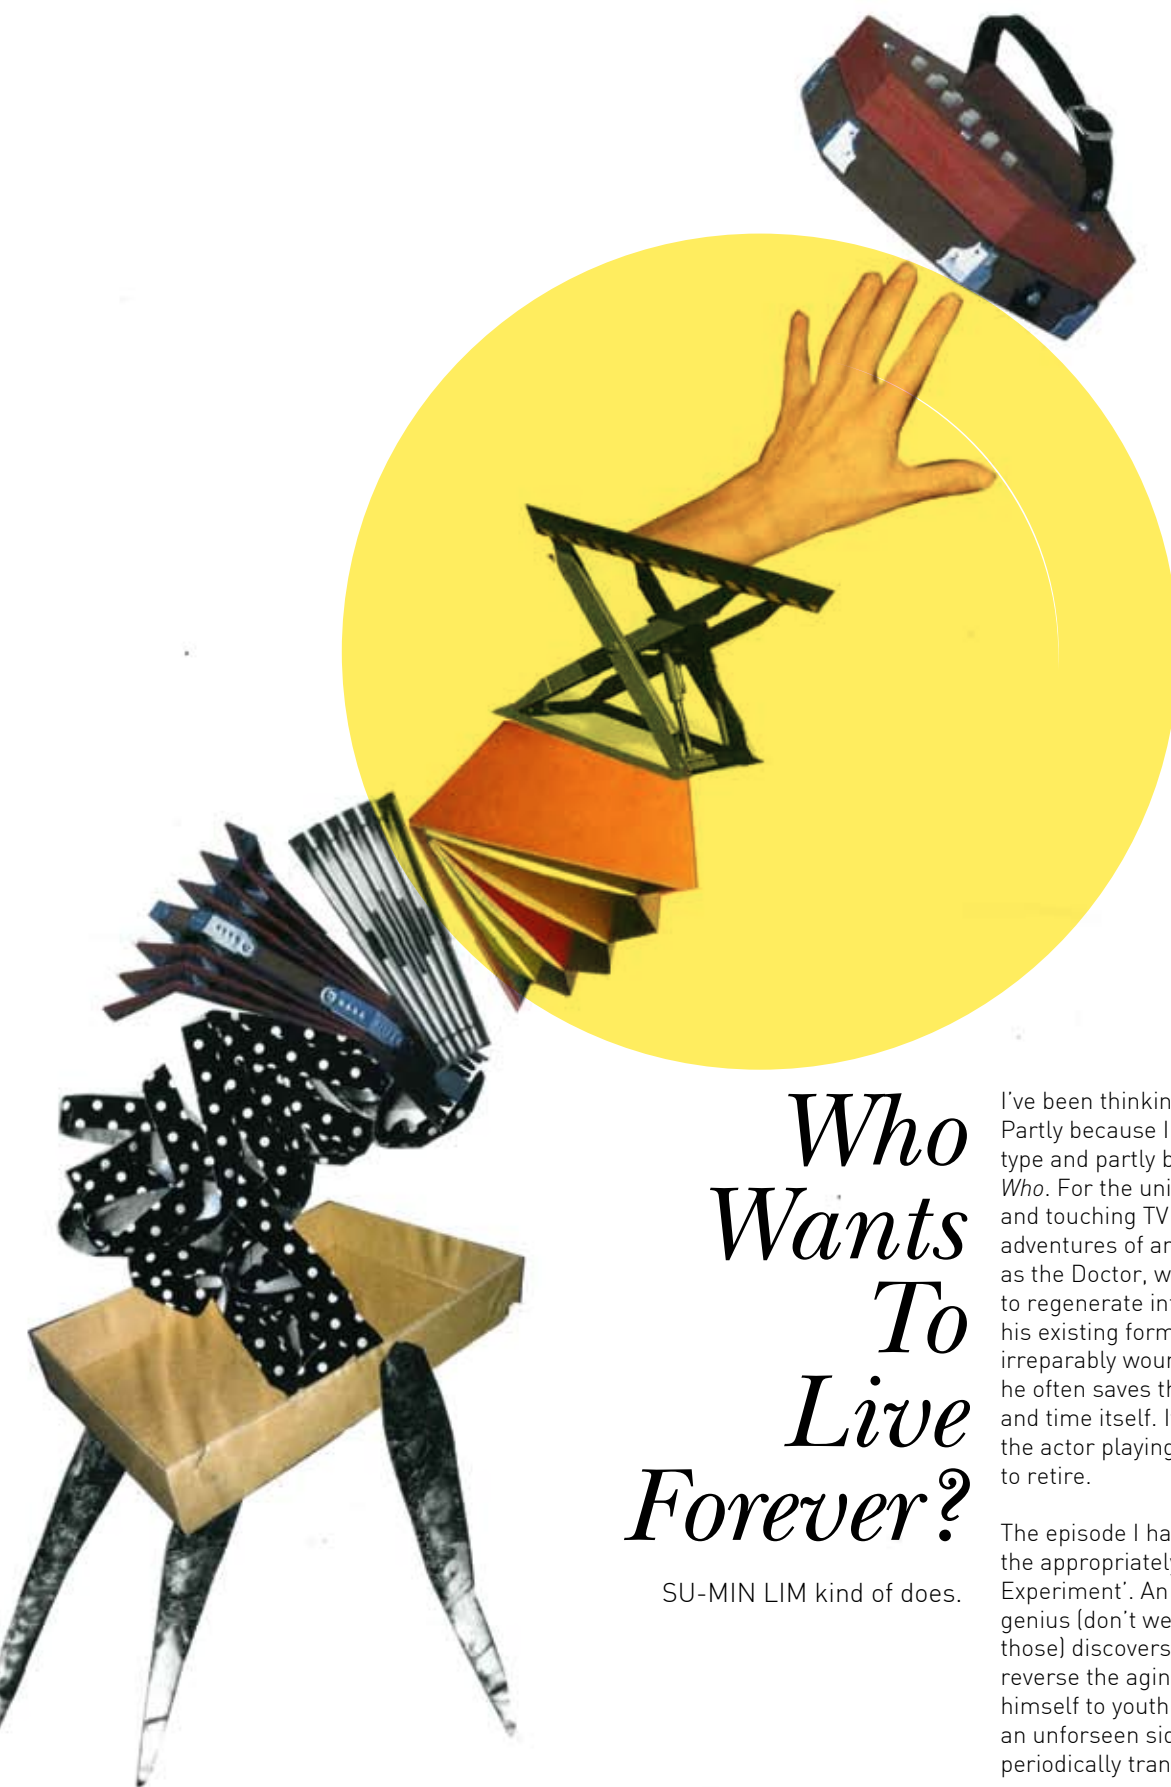 Who
Wants
To
Live
Forever?
SU-MIN LIM kind of does.
I've been thinkin
Partly because I
type and partly b
Who. For the uni
and touching TV
adventures of ar
as the Doctor, w
to regenerate in
his existing form
irreparably wour
he often saves th
and time itself. I
the actor playing
to retire.
The episode I ha
the appropriately
Experiment'. An
genius (don't we
those) discovers
reverse the agin
himself to youth
an unforseen sid
periodically tran